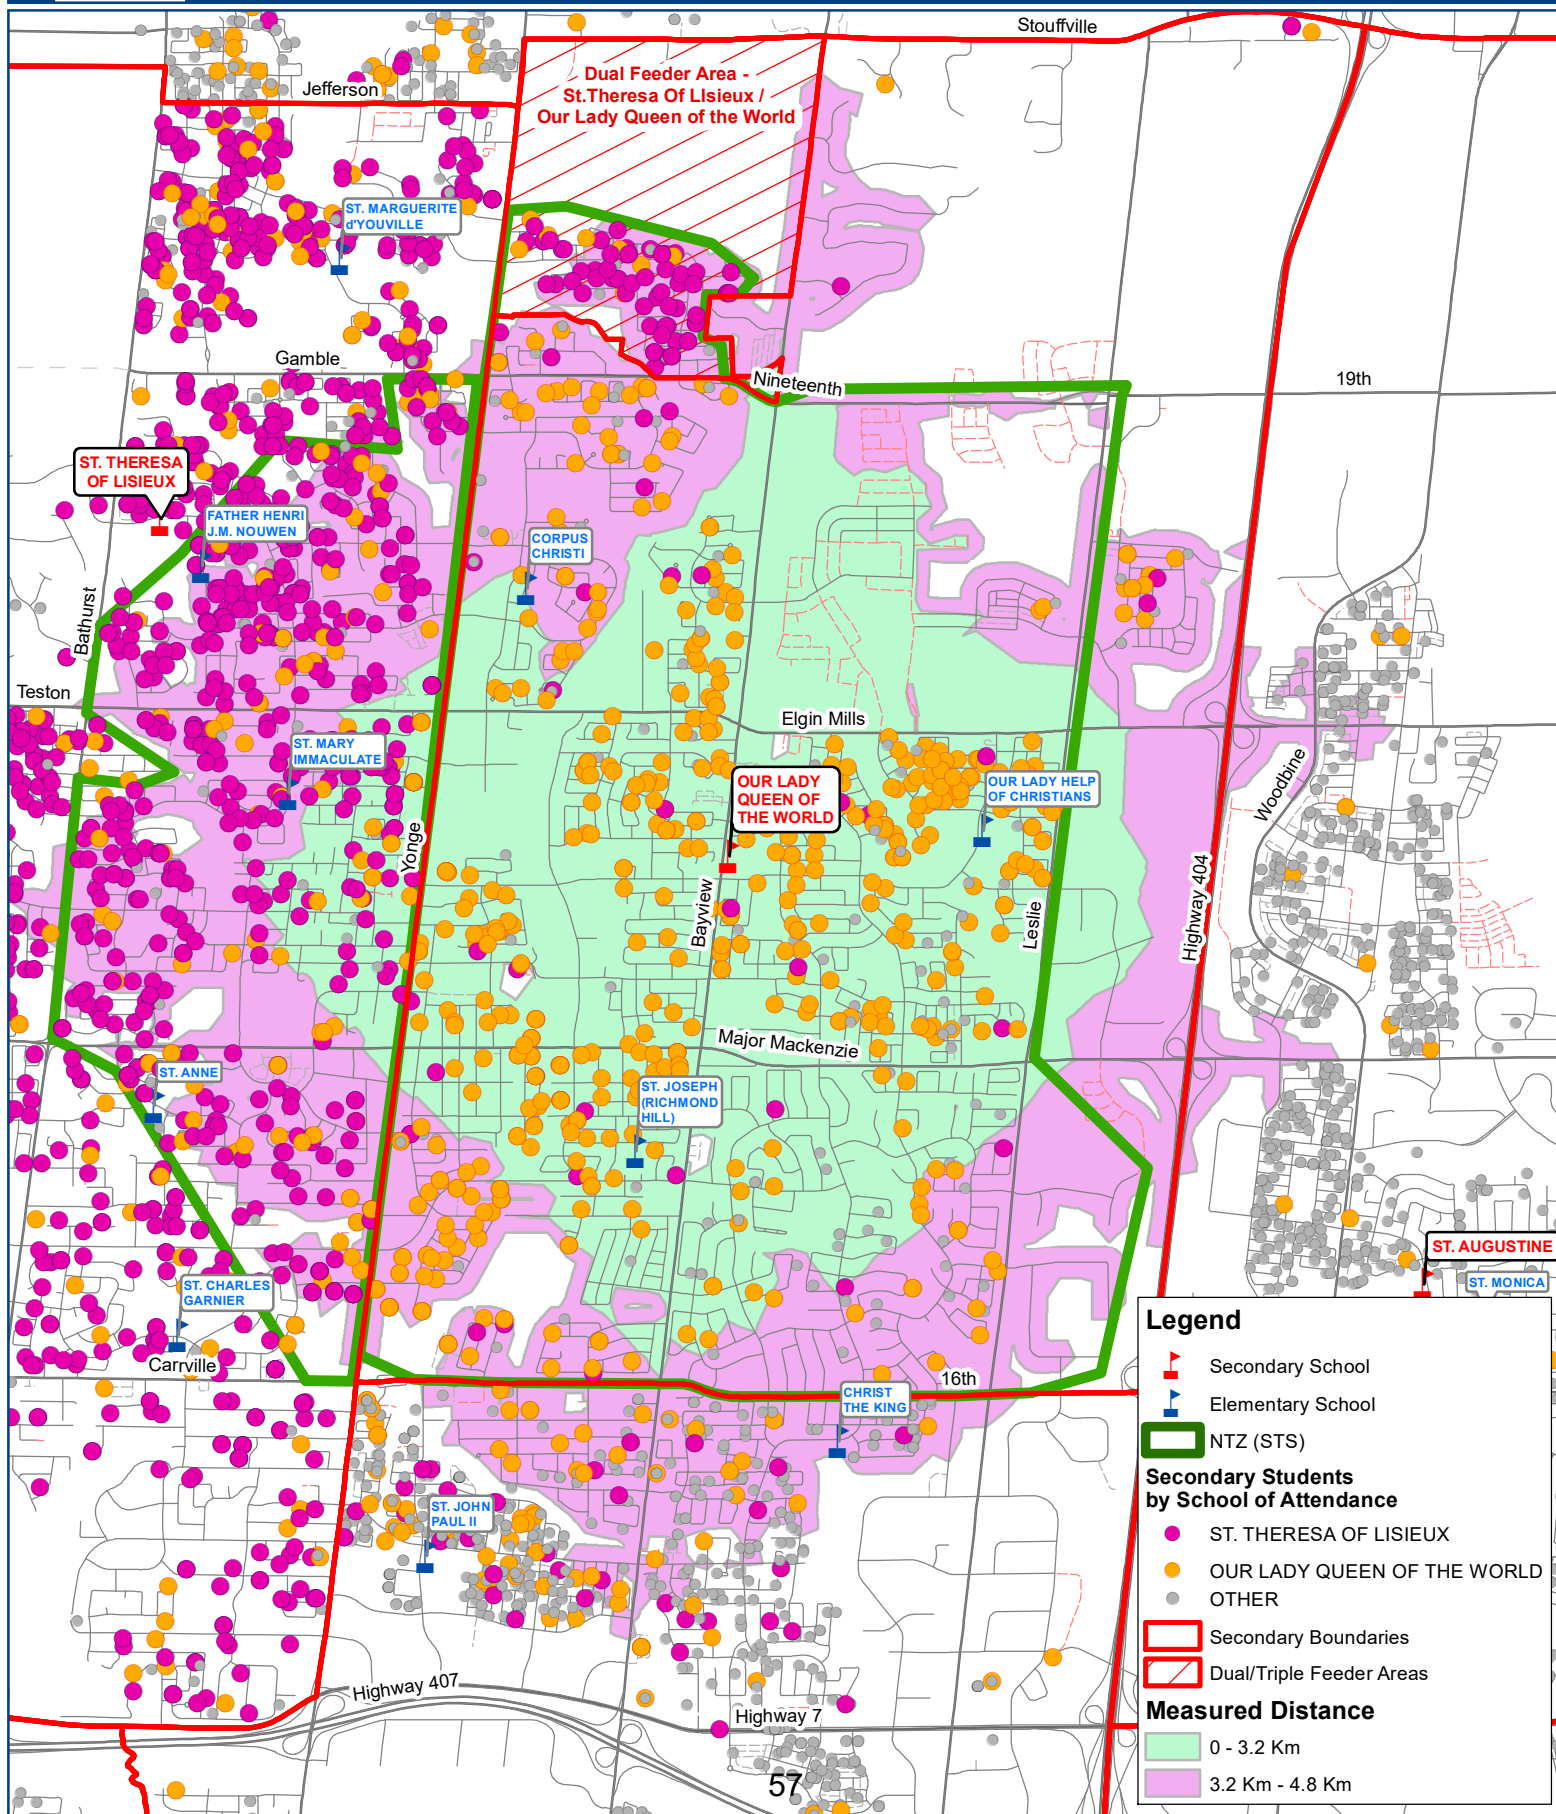 Stouffville
Dual Feeder Area -
St.Theresa Of LIsieux /
Our Lady Queen of the World
Jefferson
ST. MARGUERITE
d'YOUVILLE
Gamble
Nineteenth
19th
ST. THERESA
OF LISIEUX
FATHER HENRI
J.M. NOUWEN
CORPUS
CHRISTI
Bathurst
Teston
Elgin Mills
ST. MARY
IMMACULATE
OUR LADY
QUEEN OF
THE WORLD
OUR LADY HELP
OF CHRISTIANS
Woodbine
Yonge
Bayview
Leslie
Highway 404
Major Mackenzie
ST. ANNE
ST. JOSEPH
(RICHMOND
HILL)
ST. AUGUSTINE
ST. MONICA
ST. CHARLES
GARNIER
Carrville
16th
CHRIST
THE KING
ST. JOHN
PAUL II
Highway 407
Highway 7
57
Legend
Secondary School
Elementary School
NTZ (STS)
Secondary Students
by School of Attendance
ST. THERESA OF LISIEUX
OUR LADY QUEEN OF THE WORLD
OTHER
Secondary Boundaries
Dual/Triple Feeder Areas
Measured Distance
0 - 3.2 Km
3.2 Km - 4.8 Km